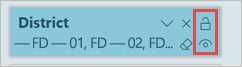 District
— FD — 01, FD — 02, FD...